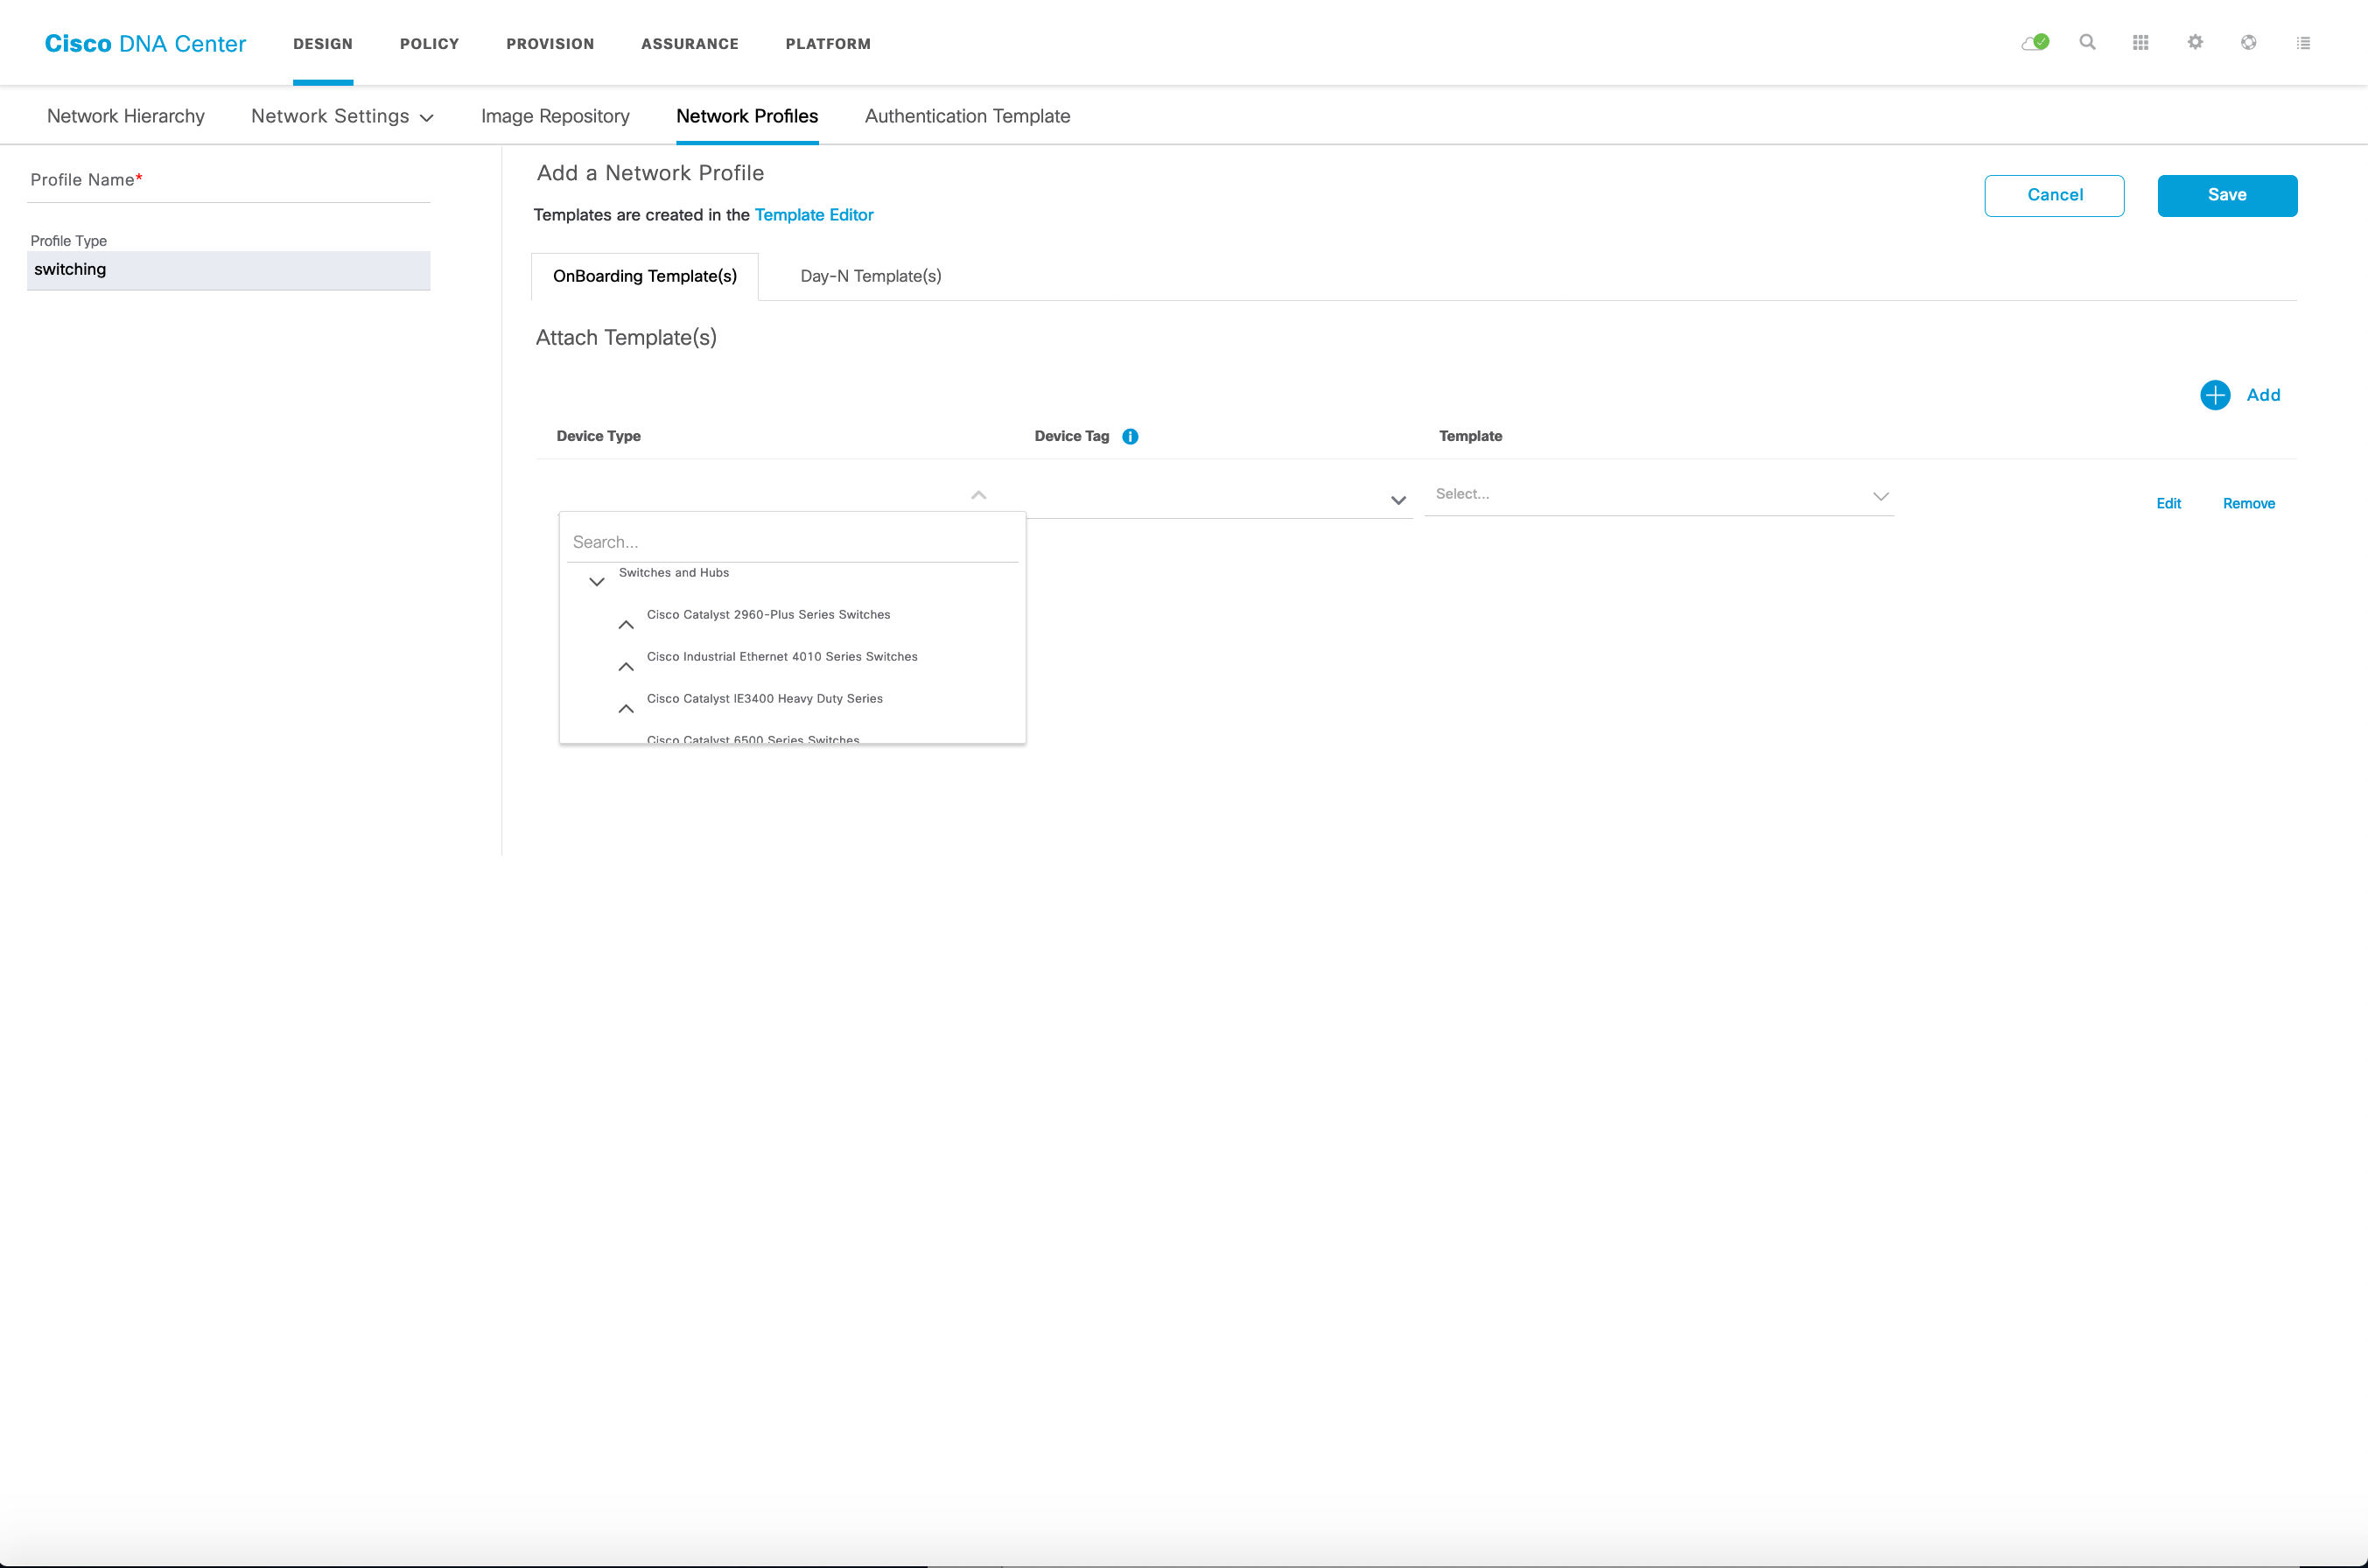 Cisco DNA Center DESIGN POLICY PROVISION ASSURANCE PLATFORM
Network Hierarchy Network Settings Image Repository Network Profiles Authentication Template
Profile Name*
Profile Type
switching
Add a Network Profile
Templates are created in the Template Editor
Cancel Save
OnBoarding Template(s) Day-N Template(s)
Attach Template(s)
Add
Device Type Device Tag Template
Select...
Edit Remove
Search...
Switches and Hubs
Cisco Catalyst 2960-Plus Series Switches
Cisco Industrial Ethernet 4010 Series Switches
Cisco Catalyst IE3400 Heavy Duty Series
Cisco Catalyst 6500 Series Switches